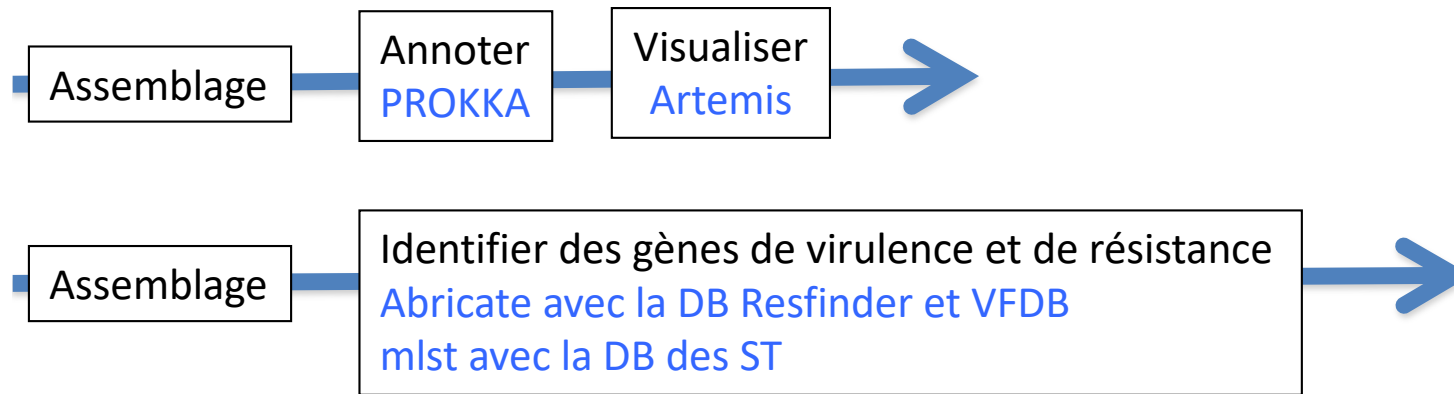 Assemblage
Annoter
PROKKA
Visualiser
Artemis
Assemblage
Identifier des gènes de virulence et de résistance
Abricate avec la DB Resfinder et VFDB
mlst avec la DB des ST